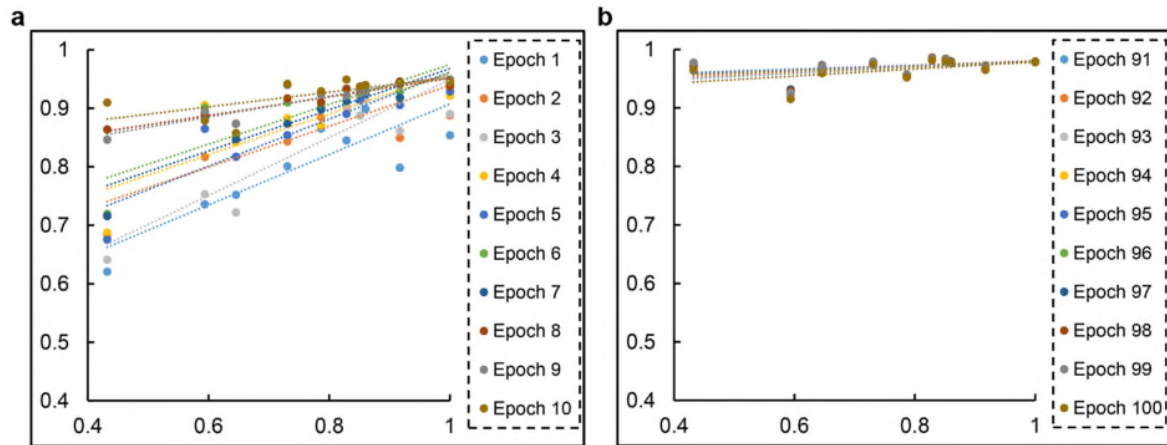 a
1
0.9
0.8
0.7
0.6
0.5
0.4
0.4 0.6 0.8 1
Epoch 1
Epoch 2
Epoch 3
Epoch 4
Epoch 5
Epoch 6
Epoch 7
Epoch 8
Epoch 9
Epoch 10
b
1
0.9
0.8
0.7
0.6
0.5
0.4
0.4 0.6 0.8 1
Epoch 91
Epoch 92
Epoch 93
Epoch 94
Epoch 95
Epoch 96
Epoch 97
Epoch 98
Epoch 99
Epoch 100